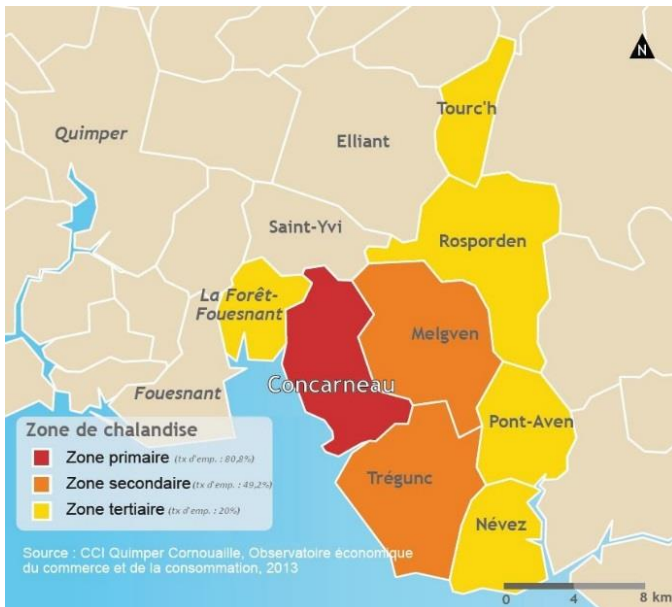 N
Tourc'h
Quimper
Elliant
Saint-Yvi
Rosporden
La Forêt-
Fouesnant
Melgven
Concarneau
Fouesnant
Pont-Aven
Zone de chalandise
Zone primaire (tx d'emp. : 80,8%)
Zone secondaire (tx d'emp. : 49,2%)
Zone tertiaire (tx d'emp. : 20%)
Trégunc
Névez
Source : CCI Quimper Cornouaille, Observatoire économique
du commerce et de la consommation, 2013
0 4 8 km